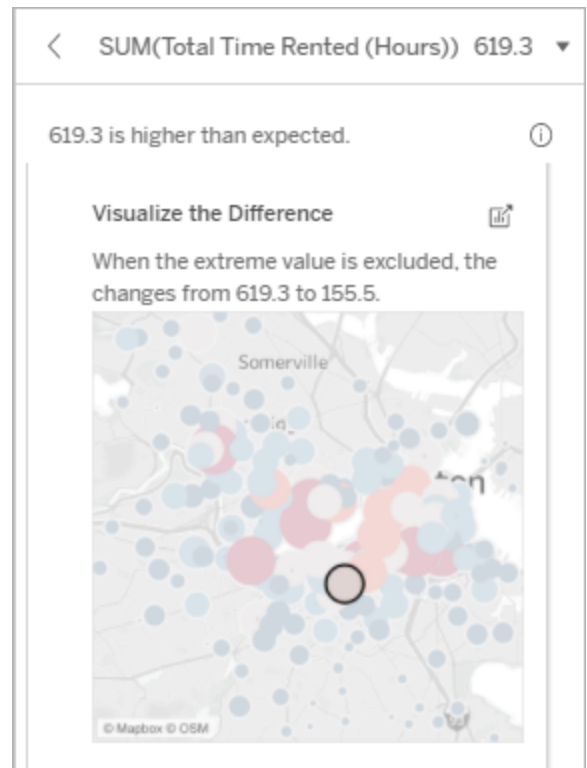 SUM(Total Time Rented (Hours)) 619.3
619.3 is higher than expected.
Visualize the Difference
When the extreme value is excluded, the
changes from 619.3 to 155.5.
Somerville
© Mapbox © OSM